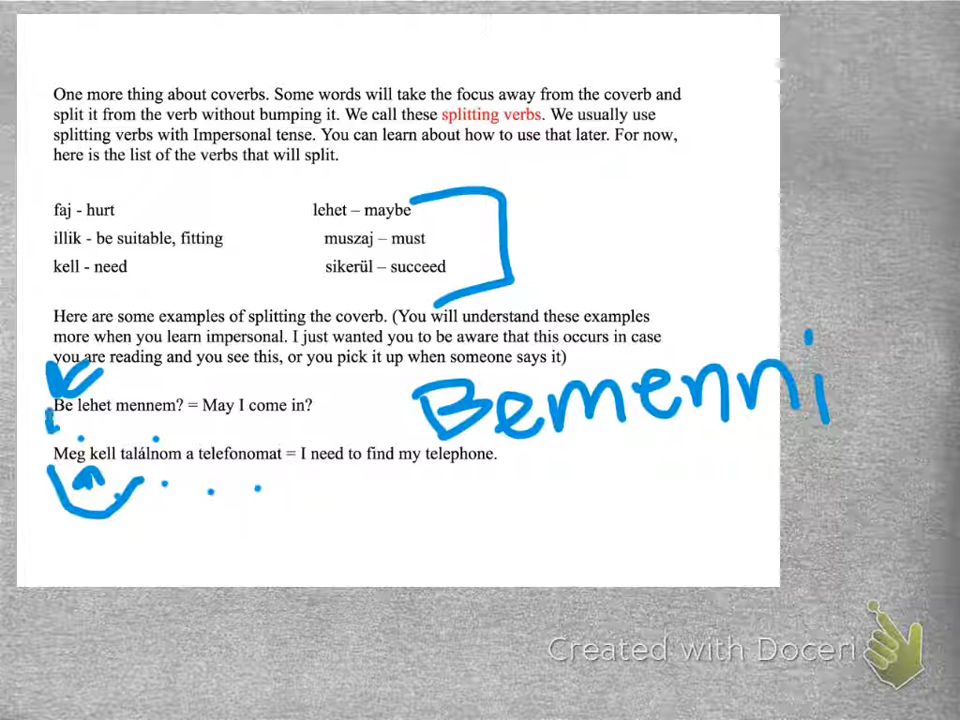 One more thing about coverbs. Some words will take the focus away from the coverb and
split it from the verb without bumping it. We call these splitting verbs. We usually use
splitting verbs with Impersonal tense. You can learn about how to use that later. For now,
here is the list of the verbs that will split.
faj - hurt
lehet – maybe
illik - be suitable, fitting
muszaj – must
kell - need
sikerül – succeed
Here are some examples of splitting the coverb. (You will understand these examples
more when you learn impersonal. I just wanted you to be aware that this occurs in case
you are reading and you see this, or you pick it up when someone says it)
Bemenni
Be lehet mennem? = May I come in?
Meg kell találnom a telefonomat = I need to find my telephone.
Created with Doceri